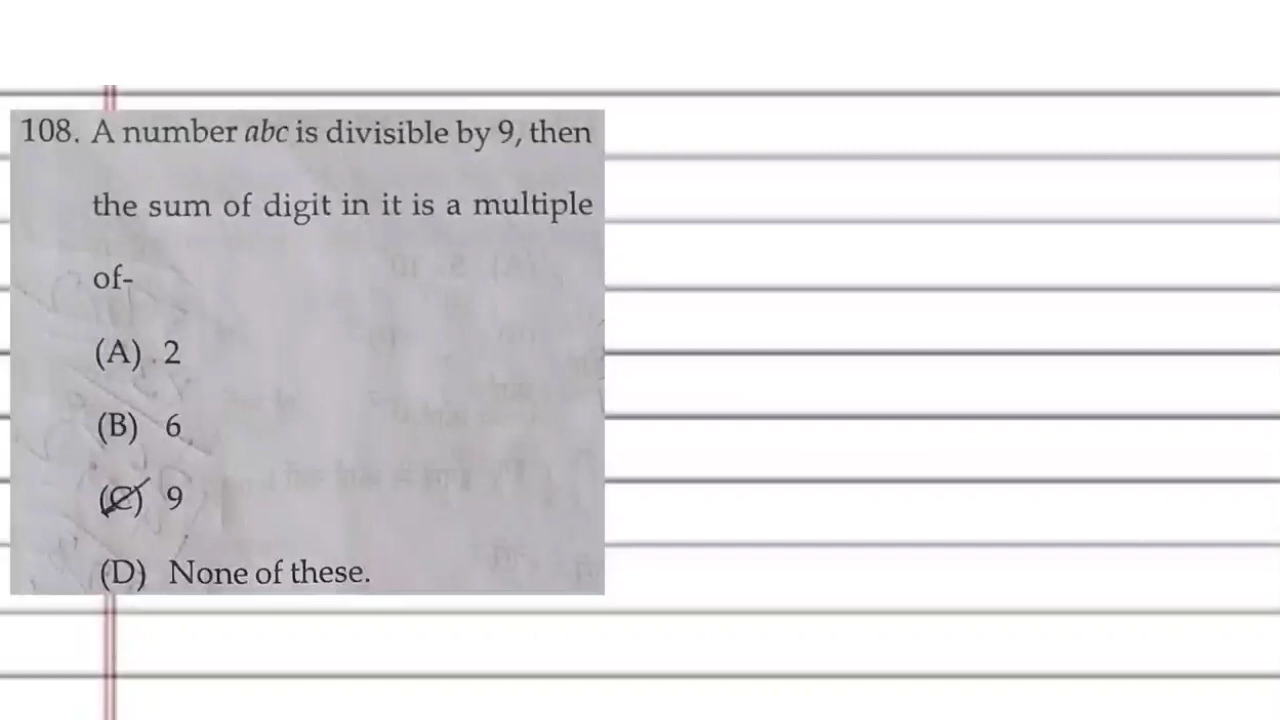 108. A number abc is divisible by 9, then
the sum of digit in it is a multiple
of-
(A) . 2
(B) 6
(C) 9
(D) None of these.